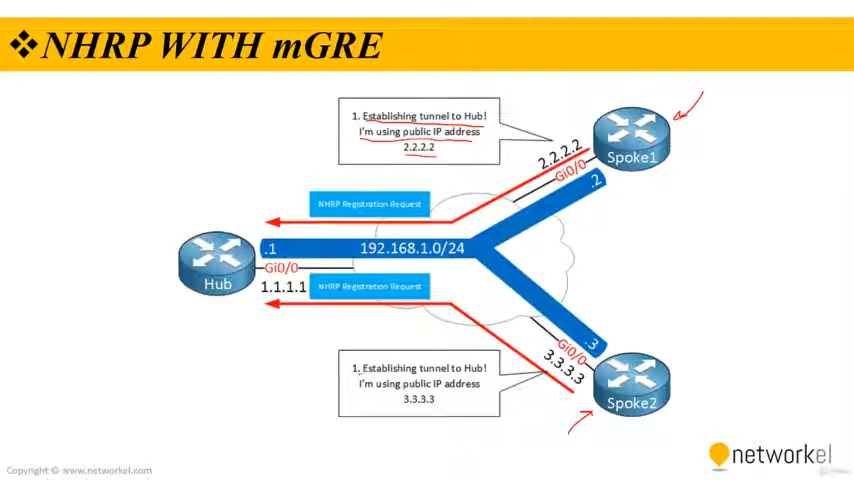 ❖NHRP WITH mGRE
1. Establishing tunnel to Hub!
I'm using public IP address
2.2.2.2
2.2.2.2
Gi0/0
Spoke1
.2
NHRP Registration Request
.1
192.168.1.0/24
Gi0/0
Hub
1.1.1.1
NHRP Registration Request
.3
Gi0/0
3.3.3.3
1. Establishing tunnel to Hub!
I'm using public IP address
3.3.3.3
Spoke2
networkel
Copyright © www.networkel.com